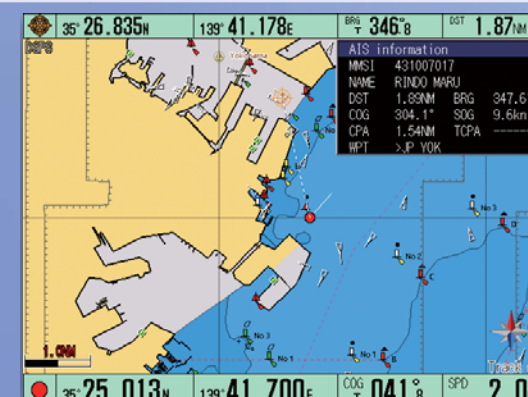 35° 26.835N 139° 41.178E BRG T 346.°8 DST 1.87NM
DGPS
AIS information
MMSI 431007017
NAME RINDO MARU
DST 1.89NM BRG 347.6
COG 304.1° SOG 9.6kn
CPA 1.54NM TCPA -----
WPT >JP YOK
Yokohama
No
No 3
D
No 2
C
No 3
No 1
No 1
B
1.0NM
Track
35° 25.013N 139° 41.700E COG T 041.°8 SPD 2.0